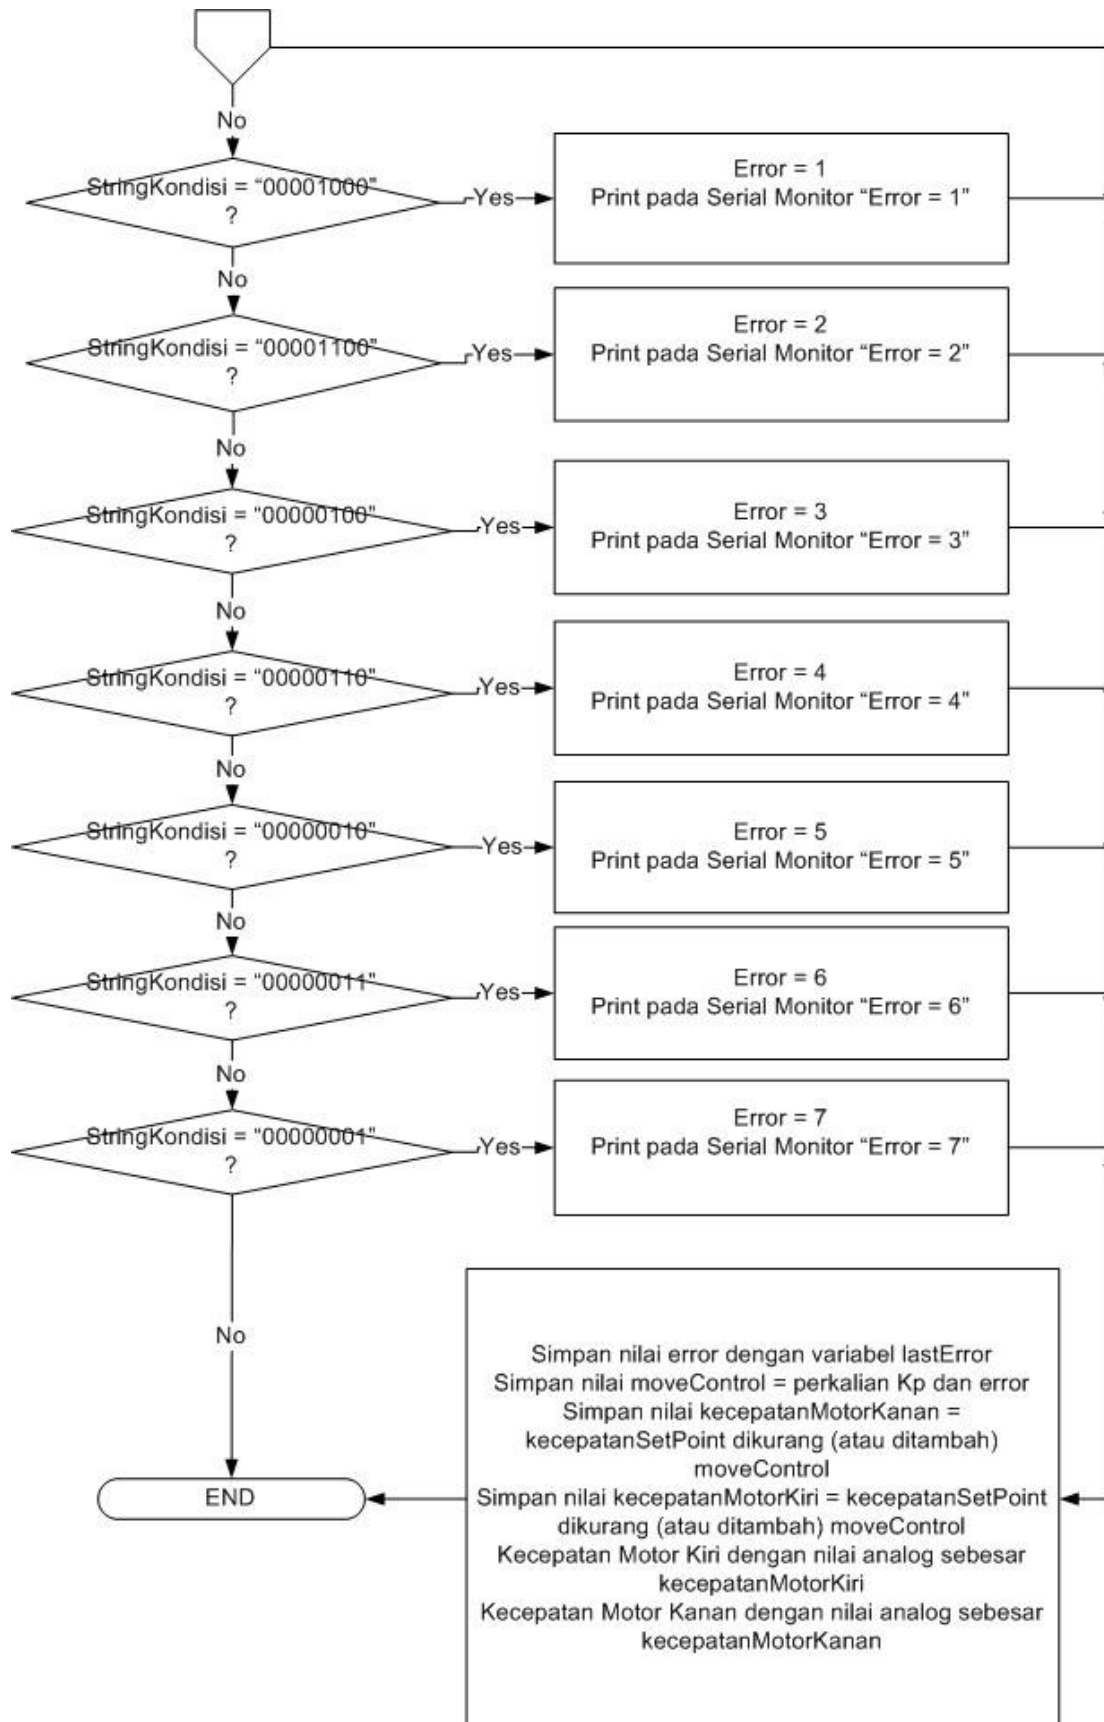 No
StringKondisi = “00001000”
?
Yes
Error = 1
Print pada Serial Monitor “Error = 1”
No
StringKondisi = “00001100”
?
Yes
Error = 2
Print pada Serial Monitor “Error = 2”
No
StringKondisi = “00000100”
?
Yes
Error = 3
Print pada Serial Monitor “Error = 3”
No
StringKondisi = “00000110”
?
Yes
Error = 4
Print pada Serial Monitor “Error = 4”
No
StringKondisi = “00000010”
?
Yes
Error = 5
Print pada Serial Monitor “Error = 5”
No
StringKondisi = “00000011”
?
Yes
Error = 6
Print pada Serial Monitor “Error = 6”
No
StringKondisi = “00000001”
?
Yes
Error = 7
Print pada Serial Monitor “Error = 7”
No
END
Simpan nilai error dengan variabel lastError
Simpan nilai moveControl = perkalian Kp dan error
Simpan nilai kecepatanMotorKanan =
kecepatanSetPoint dikurang (atau ditambah)
moveControl
Simpan nilai kecepatanMotorKiri = kecepatanSetPoint
dikurang (atau ditambah) moveControl
Kecepatan Motor Kiri dengan nilai analog sebesar
kecepatanMotorKiri
Kecepatan Motor Kanan dengan nilai analog sebesar
kecepatanMotorKanan